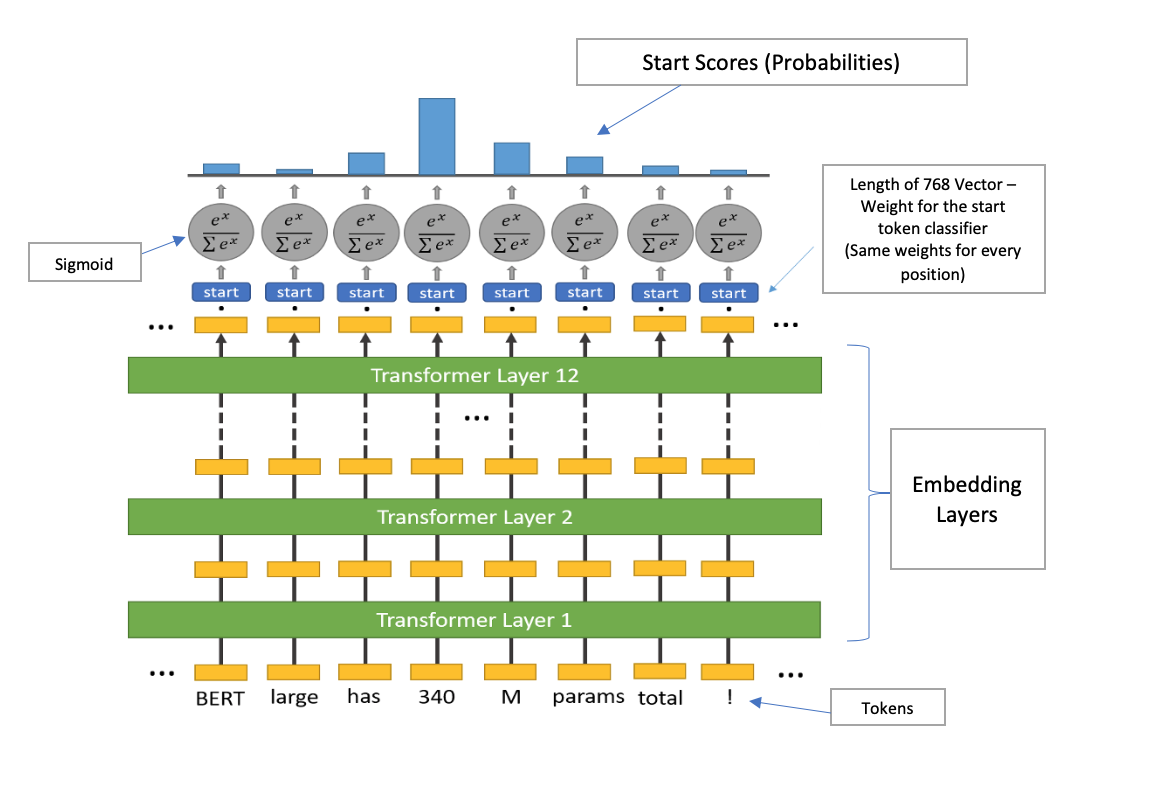 Start Scores (Probabilities)
Length of 768 Vector –
Weight for the start
token classifier
(Same weights for every
position)
e^x e^x e^x e^x e^x e^x e^x e^x
∑ e^x ∑ e^x ∑ e^x ∑ e^x ∑ e^x ∑ e^x ∑ e^x ∑ e^x
Sigmoid
start start start start start start start start
... ...
Transformer Layer 12
...
Embedding
Layers
Transformer Layer 2
Transformer Layer 1
... ...
BERT large has 340 M params total !
Tokens